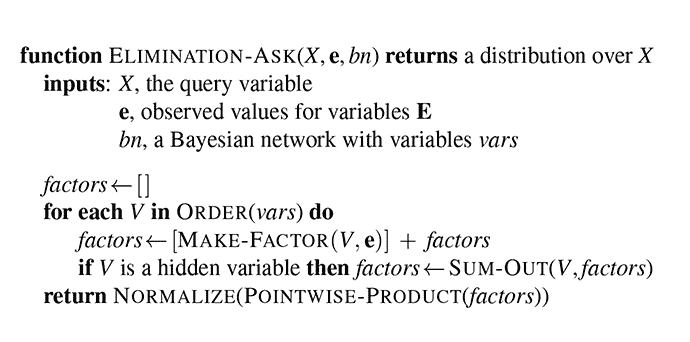 function ELIMINATION-ASK(X, e, bn) returns a distribution over X
inputs: X, the query variable
e, observed values for variables E
bn, a Bayesian network with variables vars
factors ← [ ]
for each V in ORDER(vars) do
factors ← [MAKE-FACTOR(V, e)] + factors
if V is a hidden variable then factors ← SUM-OUT(V, factors)
return NORMALIZE(POINTWISE-PRODUCT(factors))